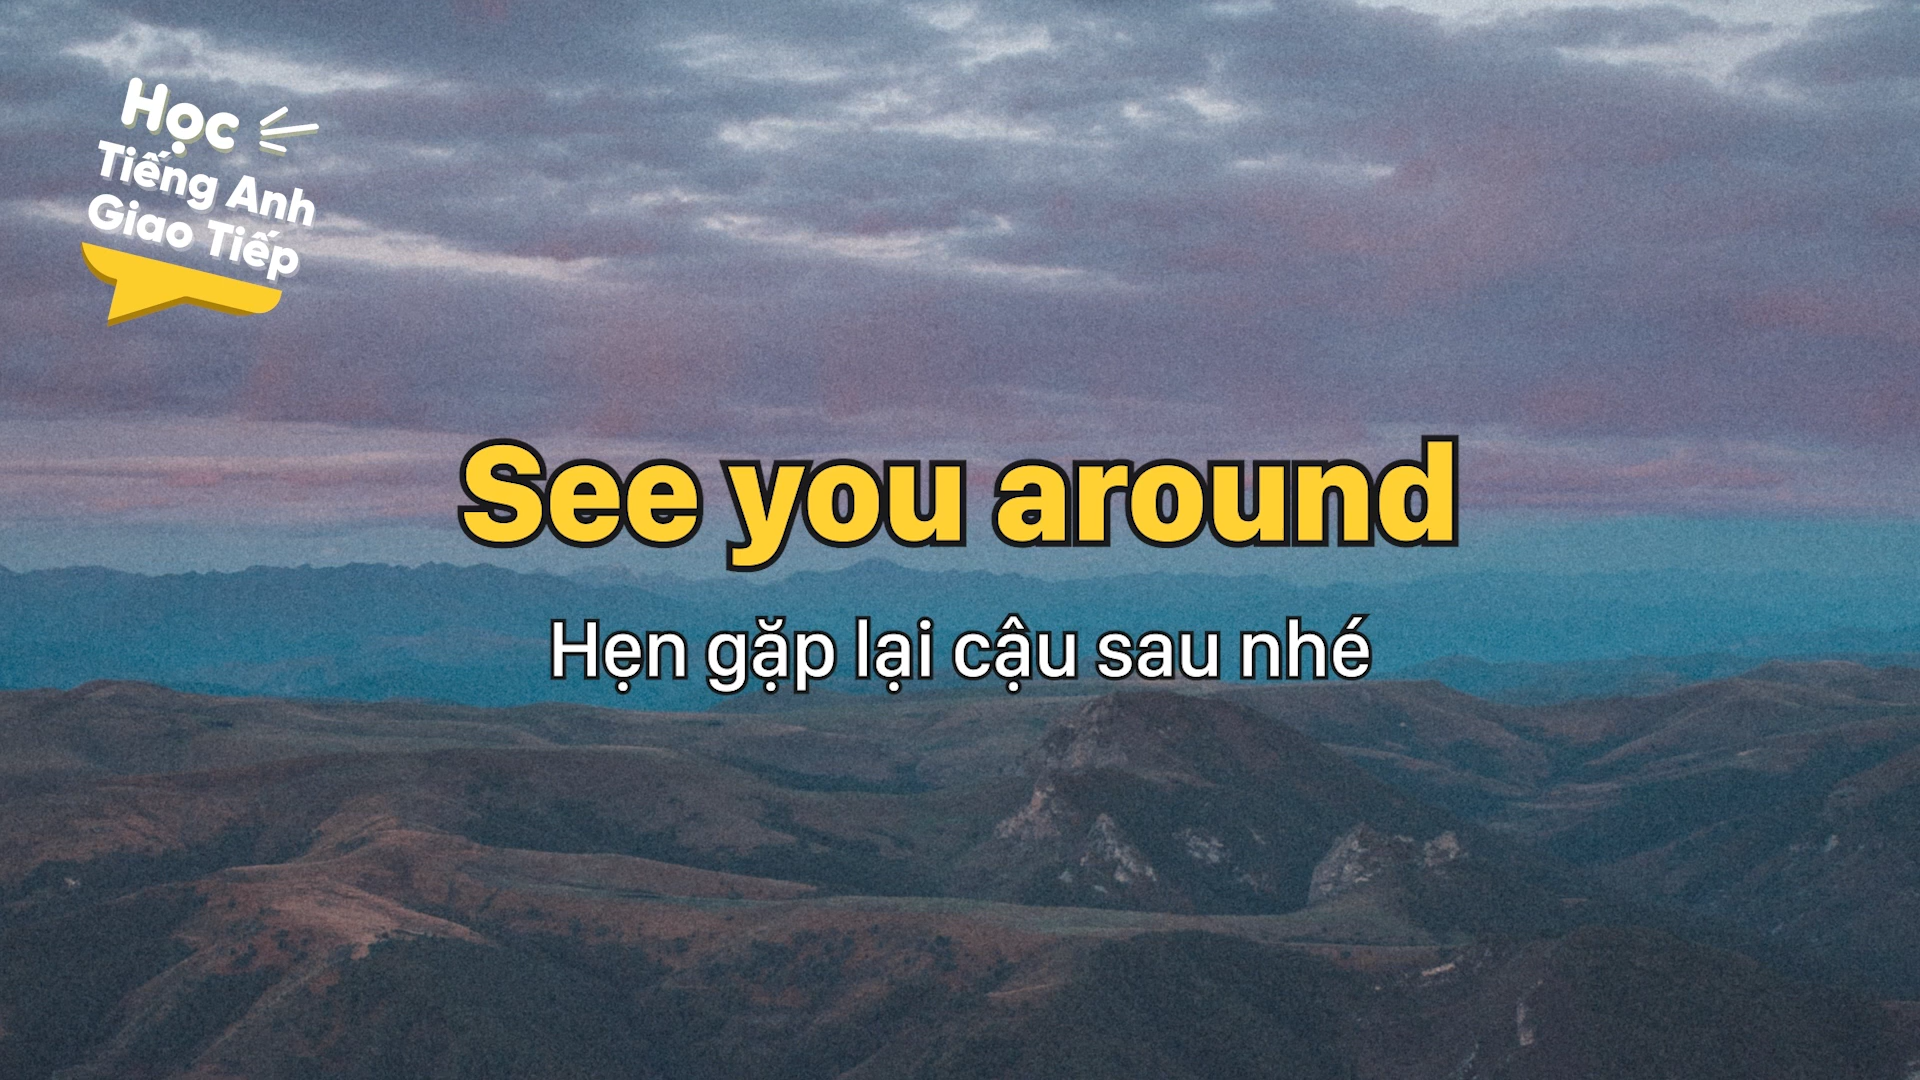 Học
Tiếng Anh
Giao Tiếp
See you around
Hẹn gặp lại cậu sau nhé